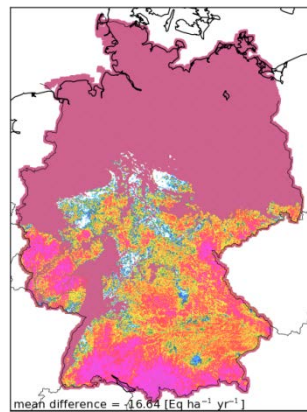 mean difference = -16.64 [Eq ha⁻¹ yr⁻¹]